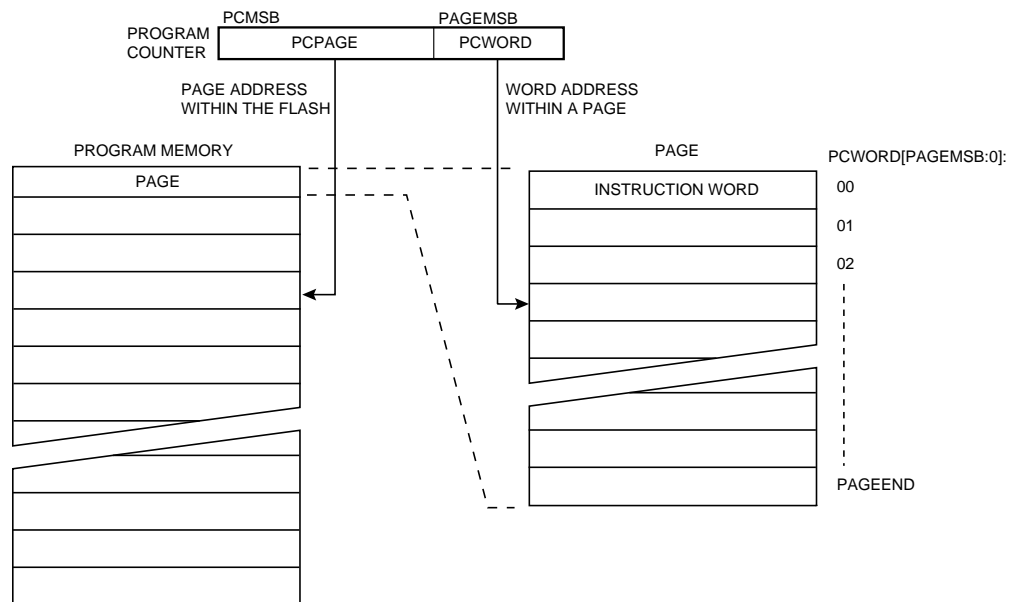 PCMSB
PAGEMSB
PROGRAM
COUNTER
PCPAGE
PCWORD
PAGE ADDRESS
WITHIN THE FLASH
WORD ADDRESS
WITHIN A PAGE
PROGRAM MEMORY
PAGE
PAGE
INSTRUCTION WORD
PCWORD[PAGEMSB:0]:
00
01
02
PAGEEND